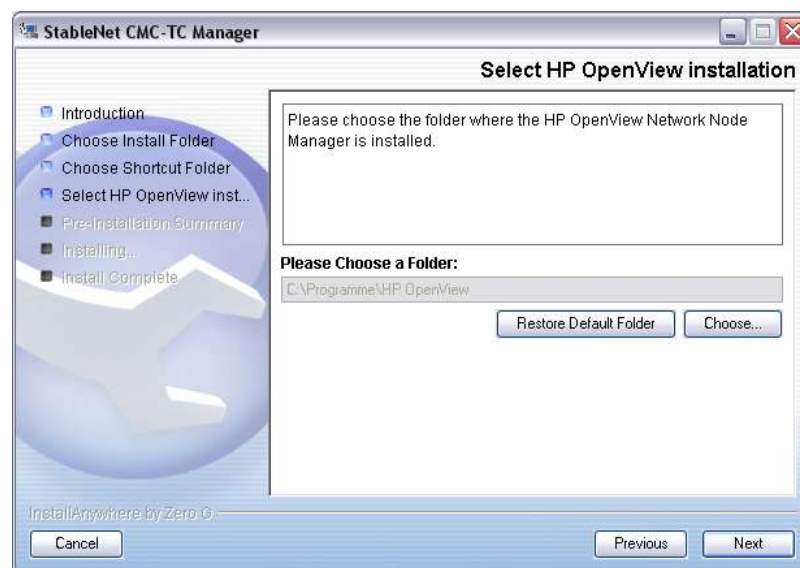 StableNet CMC-TC Manager
Select HP OpenView installation
Introduction
Choose Install Folder
Choose Shortcut Folder
Select HP OpenView inst...
Pre-Installation Summary
Installing...
Install Complete
Please choose the folder where the HP OpenView Network Node
Manager is installed.
Please Choose a Folder:
C:\Programme\HP OpenView
Restore Default Folder
Choose...
InstallAnywhere by Zero G
Cancel
Previous
Next